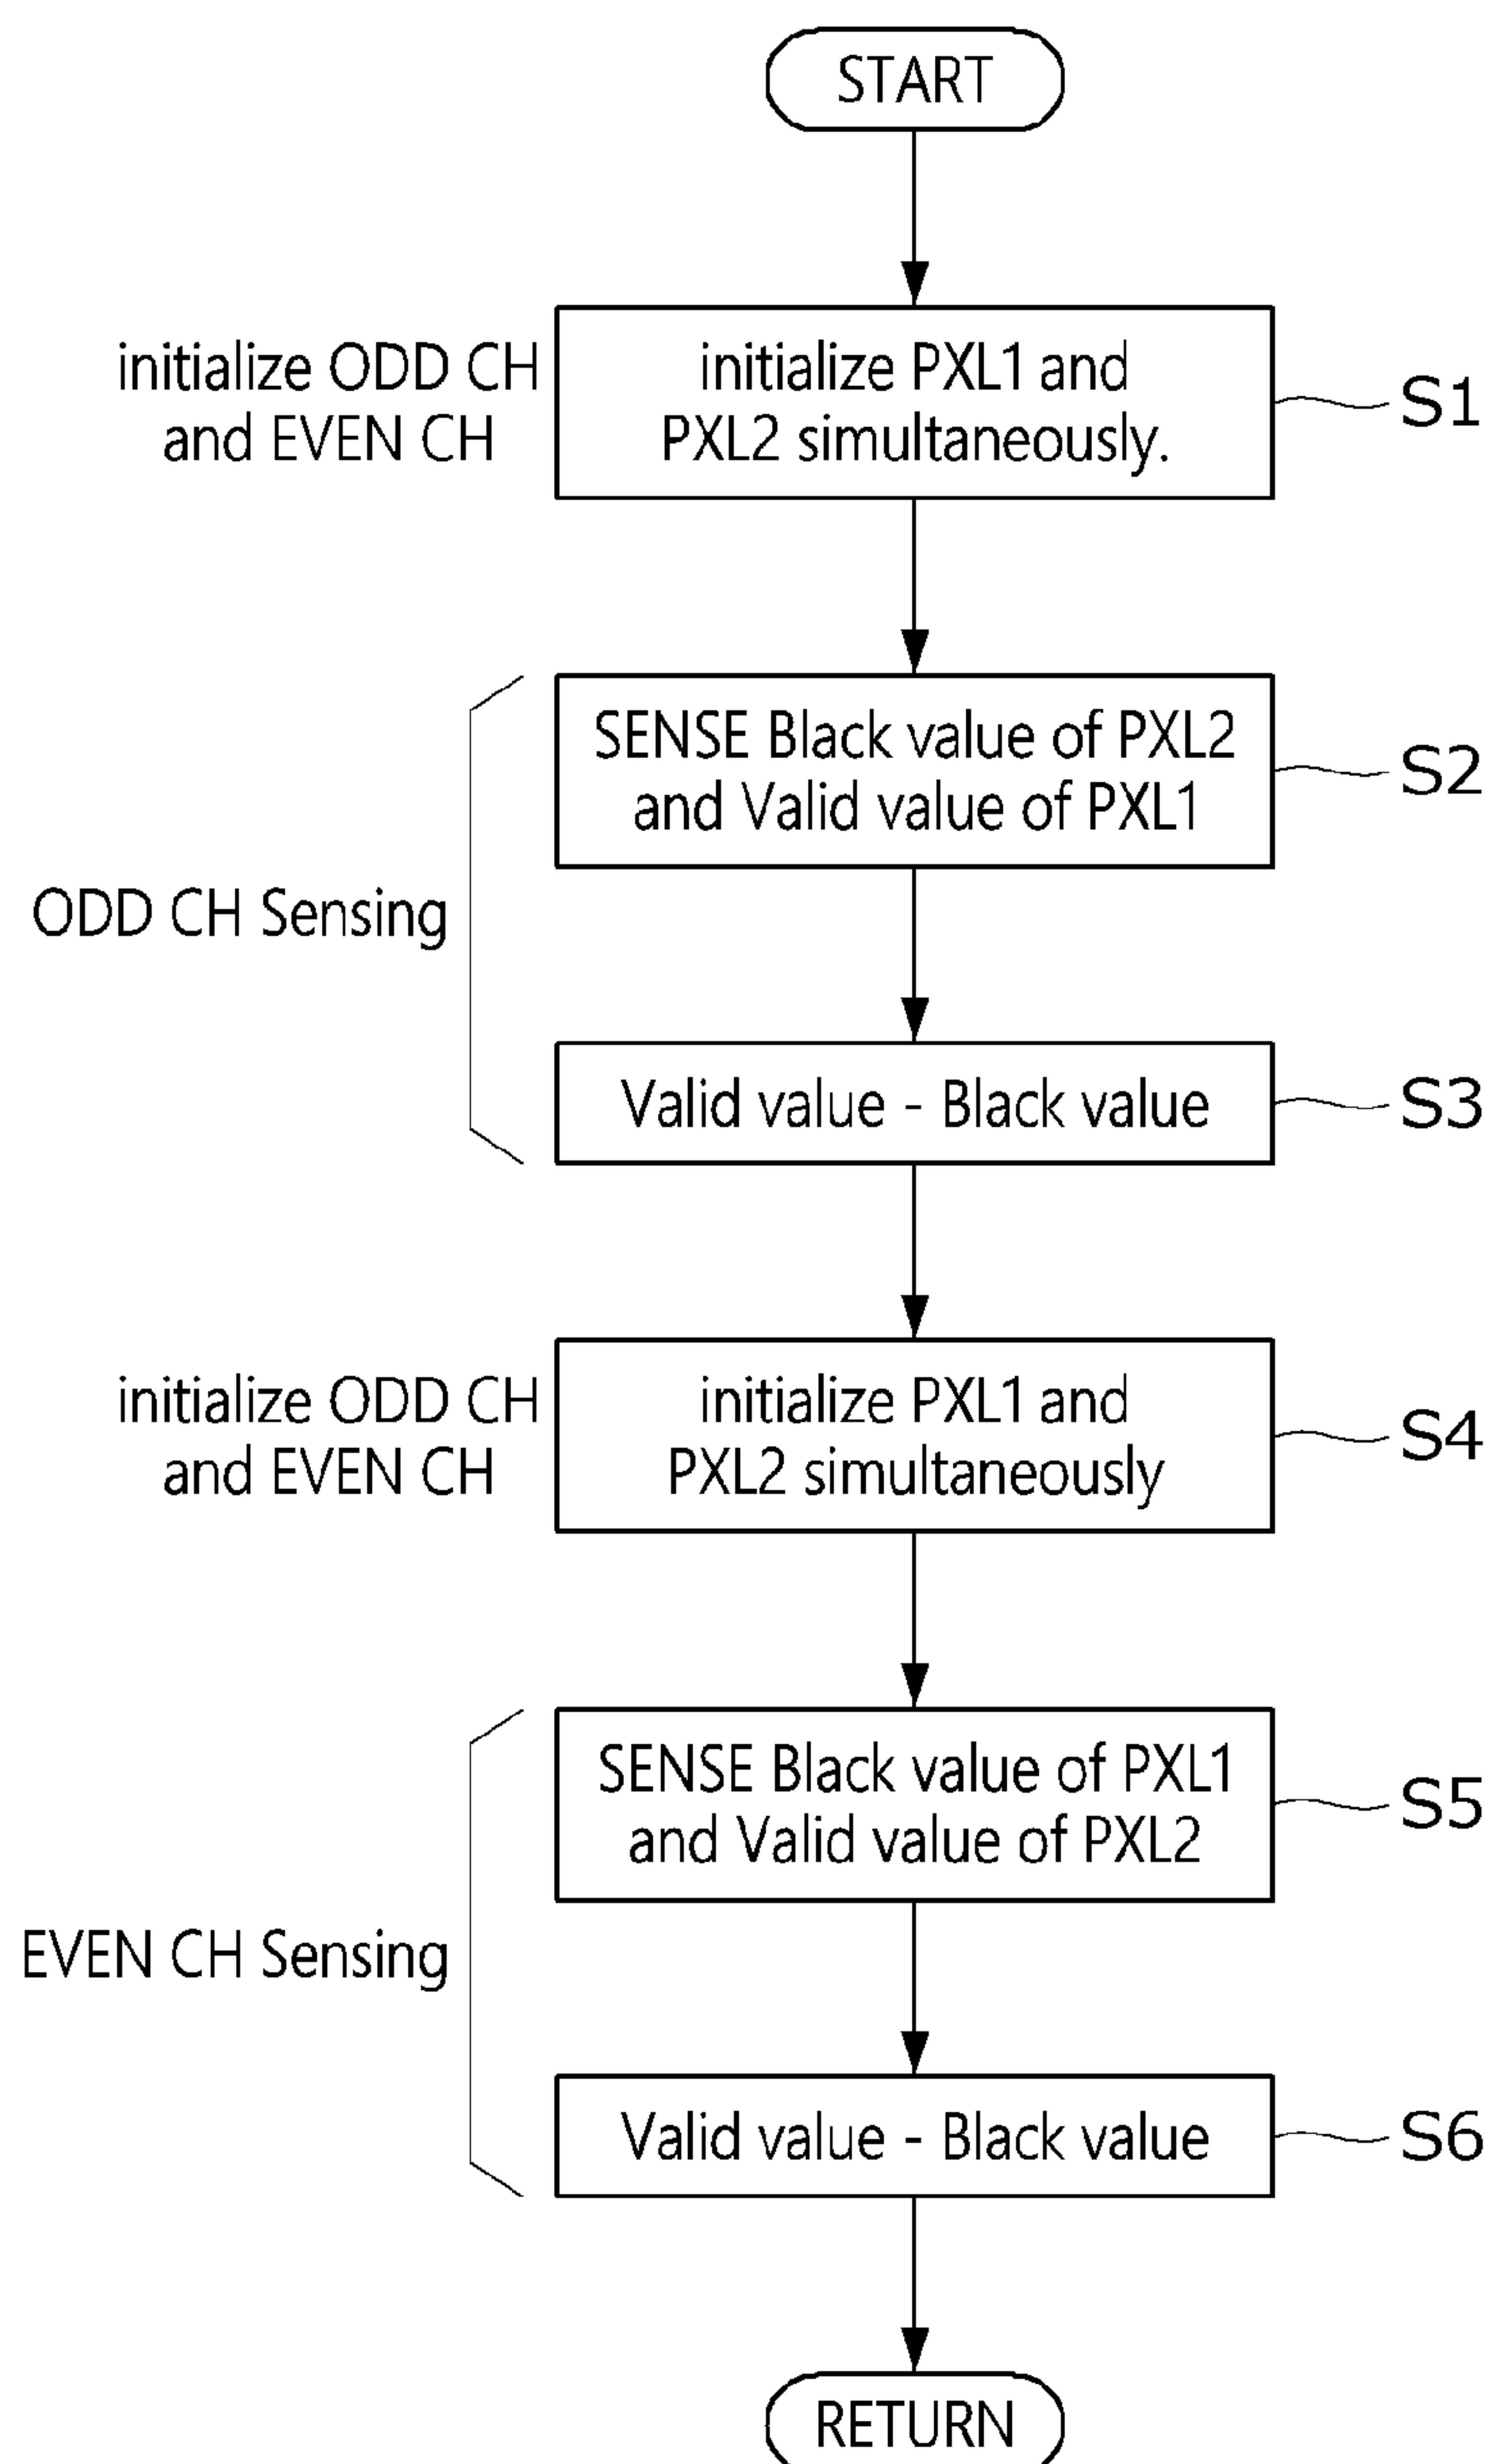 START
initialize ODD CH
and EVEN CH
initialize PXL1 and
PXL2 simultaneously.
S1
SENSE Black value of PXL2
and Valid value of PXL1
S2
ODD CH Sensing
Valid value - Black value
S3
initialize ODD CH
and EVEN CH
initialize PXL1 and
PXL2 simultaneously
S4
SENSE Black value of PXL1
and Valid value of PXL2
S5
EVEN CH Sensing
Valid value - Black value
S6
RETURN